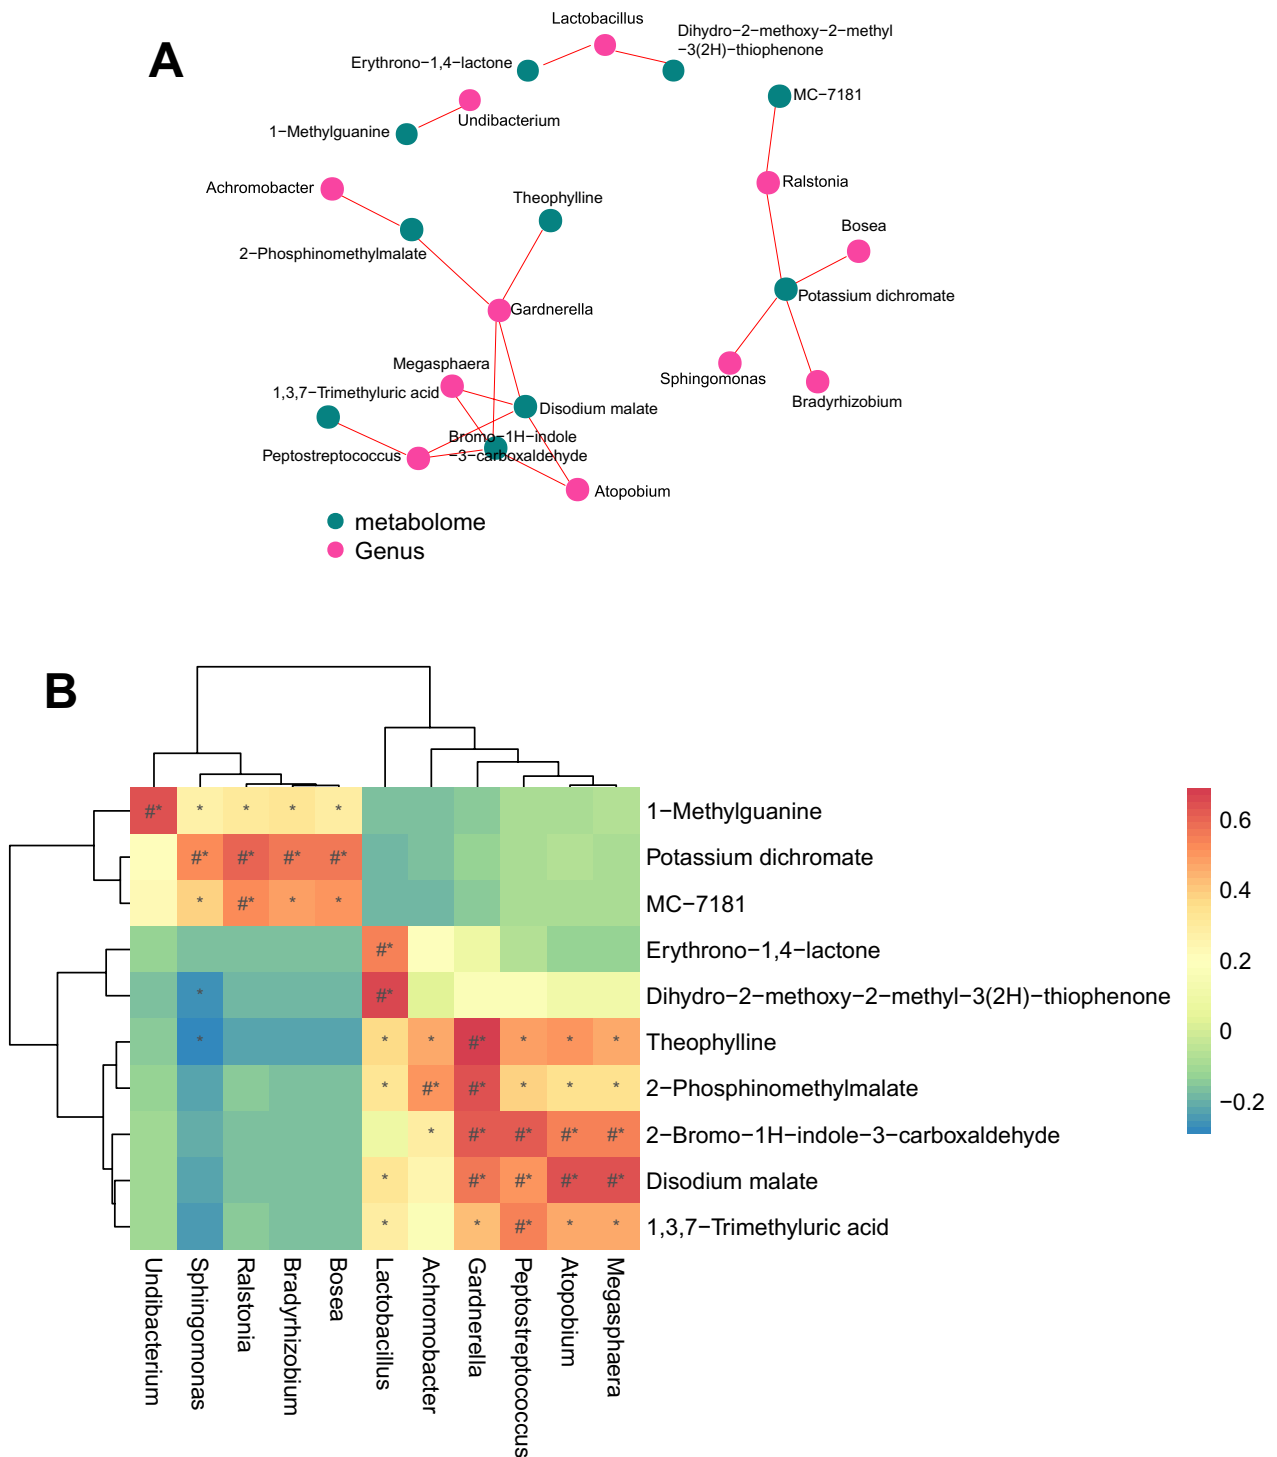 A
Lactobacillus
Dihydro−2−methoxy−2−methyl
−3(2H)−thiophenone
Erythrono−1,4−lactone
MC−7181
Undibacterium
1−Methylguanine
Achromobacter
Ralstonia
Theophylline
Bosea
2−Phosphinomethylmalate
Potassium dichromate
Gardnerella
Megasphaera
Sphingomonas
1,3,7−Trimethyluric acid
Bradyrhizobium
Disodium malate
Bromo−1H−indole
−3−carboxaldehyde
Peptostreptococcus
Atopobium
metabolome
Genus
B
#* * * * * 1−Methylguanine
#* #* #* #* Potassium dichromate
* #* * * MC−7181
#* Erythrono−1,4−lactone
* #* Dihydro−2−methoxy−2−methyl−3(2H)−thiophenone
* * * #* * * * Theophylline
* #* #* * * * 2−Phosphinomethylmalate
* #* #* #* #* 2−Bromo−1H−indole−3−carboxaldehyde
* #* #* #* #* Disodium malate
* * #* * * 1,3,7−Trimethyluric acid
0.6
0.4
0.2
0
−0.2
Undibacterium
Sphingomonas
Ralstonia
Bradyrhizobium
Bosea
Lactobacillus
Achromobacter
Gardnerella
Peptostreptococcus
Atopobium
Megasphaera